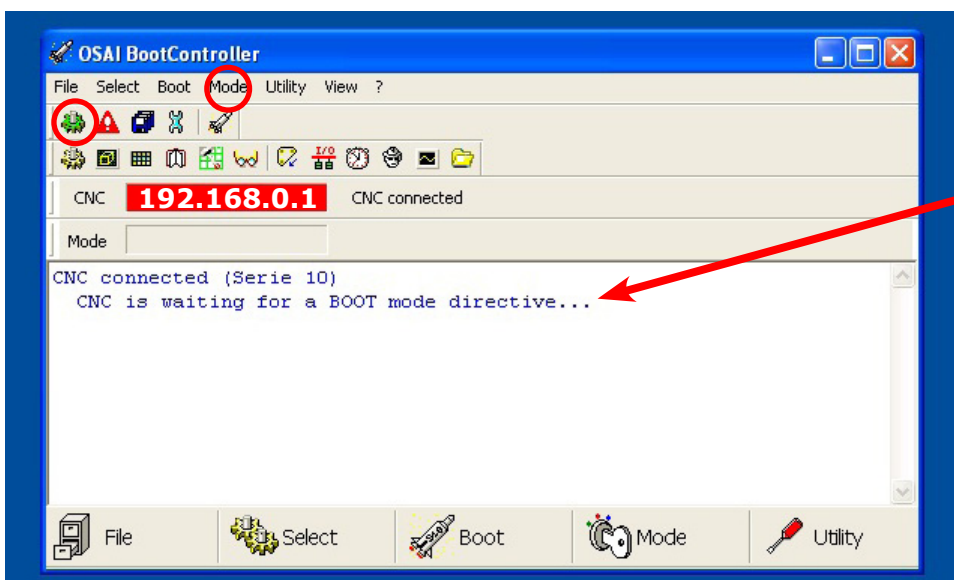 OSAI BootController
File Select Boot Mode Utility View ?
I/O
CNC 192.168.0.1 CNC connected
Mode
CNC connected (Serie 10)
CNC is waiting for a BOOT mode directive...
File Select Boot Mode Utility